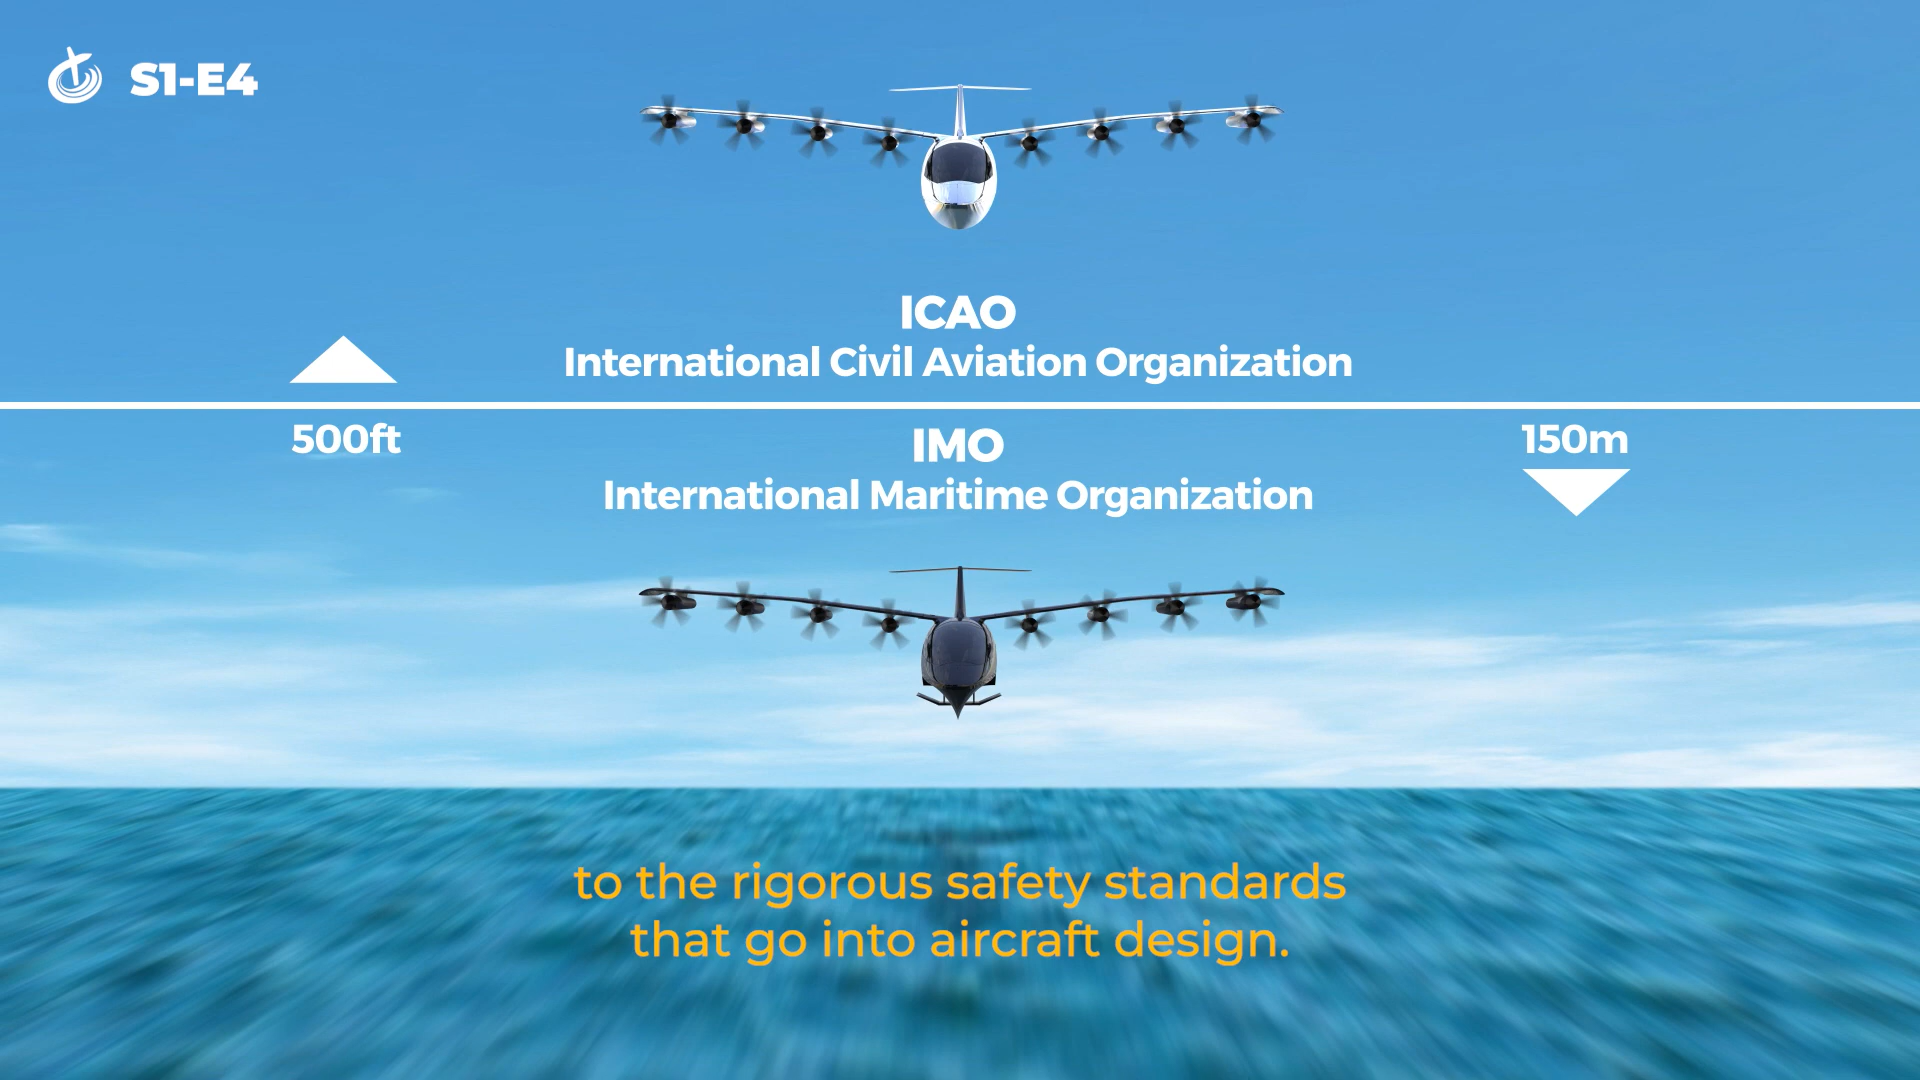 S1-E4
ICAO
International Civil Aviation Organization
500ft
IMO
150m
International Maritime Organization
to the rigorous safety standards
that go into aircraft design.